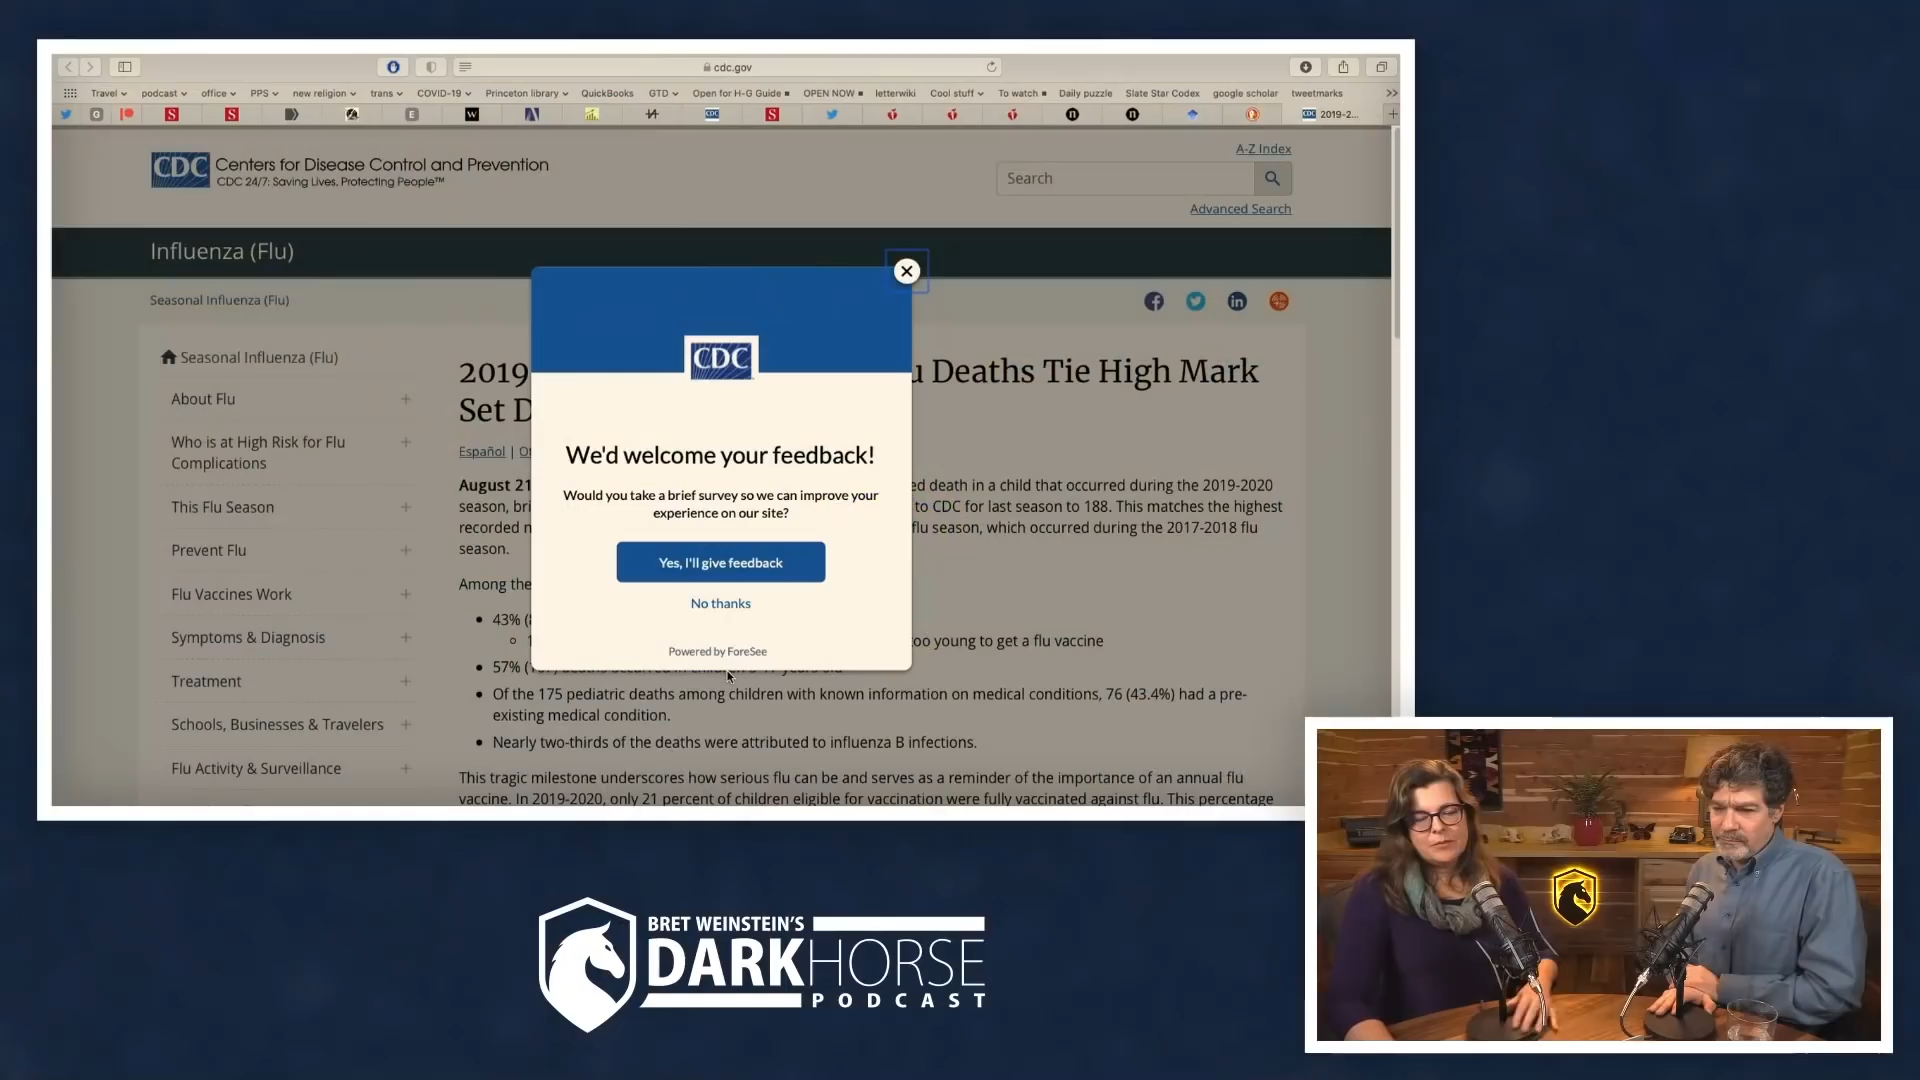 cdc.gov
Travel podcast office PPS new religion trans COVID-19 Princeton library QuickBooks GTD Open for H-G Guide OPEN NOW letterwiki Cool stuff To watch Daily puzzle Slate Star Codex google scholar tweetmarks >>
G S S E W CDC S n n CDC 2019-2...
A-Z Index
CDC Centers for Disease Control and Prevention
CDC 24/7: Saving Lives, Protecting People™
Search
Advanced Search
Influenza (Flu)
Seasonal Influenza (Flu)
Seasonal Influenza (Flu)
About Flu
Who is at High Risk for Flu
Complications
This Flu Season
Prevent Flu
Flu Vaccines Work
Symptoms & Diagnosis
Treatment
Schools, Businesses & Travelers
Flu Activity & Surveillance
2019 Deaths Tie High Mark
Set D
Español |
August 21 ed death in a child that occurred during the 2019-2020
season, bri to CDC for last season to 188. This matches the highest
recorded n flu season, which occurred during the 2017-2018 flu
season.
Among the
43% (
too young to get a flu vaccine
57% (
Of the 175 pediatric deaths among children with known information on medical conditions, 76 (43.4%) had a pre-
existing medical condition.
Nearly two-thirds of the deaths were attributed to influenza B infections.
This tragic milestone underscores how serious flu can be and serves as a reminder of the importance of an annual flu
vaccine. In 2019-2020, only 21 percent of children eligible for vaccination were fully vaccinated against flu. This percentage
CDC
We'd welcome your feedback!
Would you take a brief survey so we can improve your
experience on our site?
Yes, I'll give feedback
No thanks
Powered by ForeSee
BRET WEINSTEIN'S
DARKHORSE
PODCAST